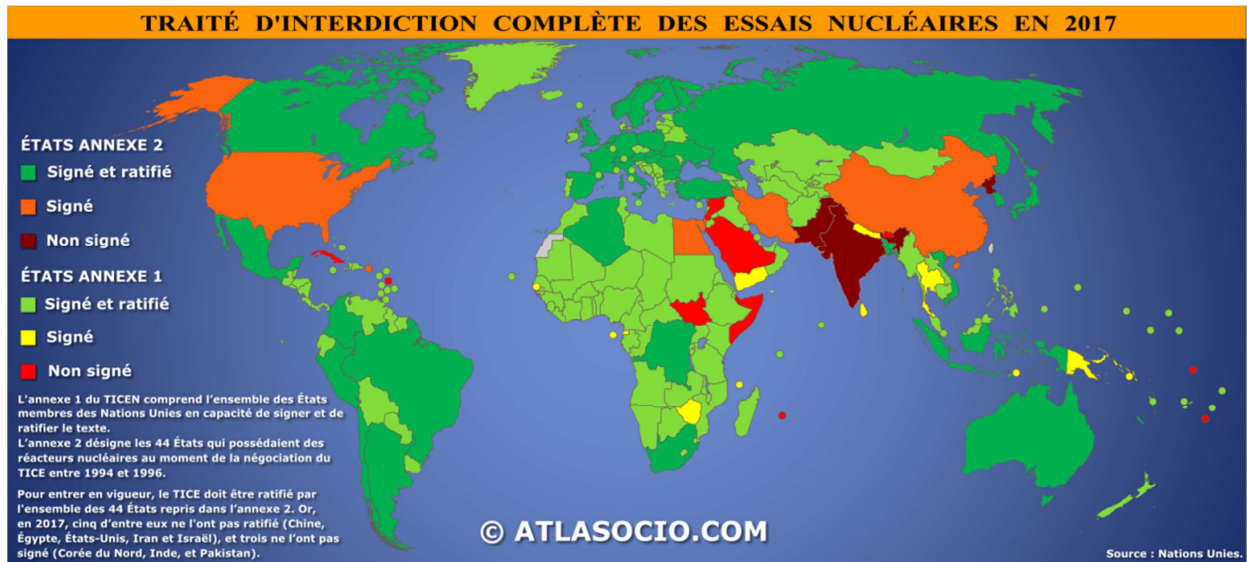 TRAITÉ D'INTERDICTION COMPLÈTE DES ESSAIS NUCLÉAIRES EN 2017
ÉTATS ANNEXE 2
Signé et ratifié
Signé
Non signé
ÉTATS ANNEXE 1
Signé et ratifié
Signé
Non signé
L'annexe 1 du TICEN comprend l'ensemble des États
membres des Nations Unies en capacité de signer et de
ratifier le texte.
L'annexe 2 désigne les 44 États qui possédaient des
réacteurs nucléaires au moment de la négociation du
TICE entre 1994 et 1996.
Pour entrer en vigueur, le TICE doit être ratifié par
l'ensemble des 44 États repris dans l'annexe 2. Or,
en 2017, cinq d'entre eux ne l'ont pas ratifié (Chine,
Égypte, États-Unis, Iran et Israël), et trois ne l'ont pas
signé (Corée du Nord, Inde, et Pakistan).
© ATLASOCIO.COM
Source : Nations Unies.